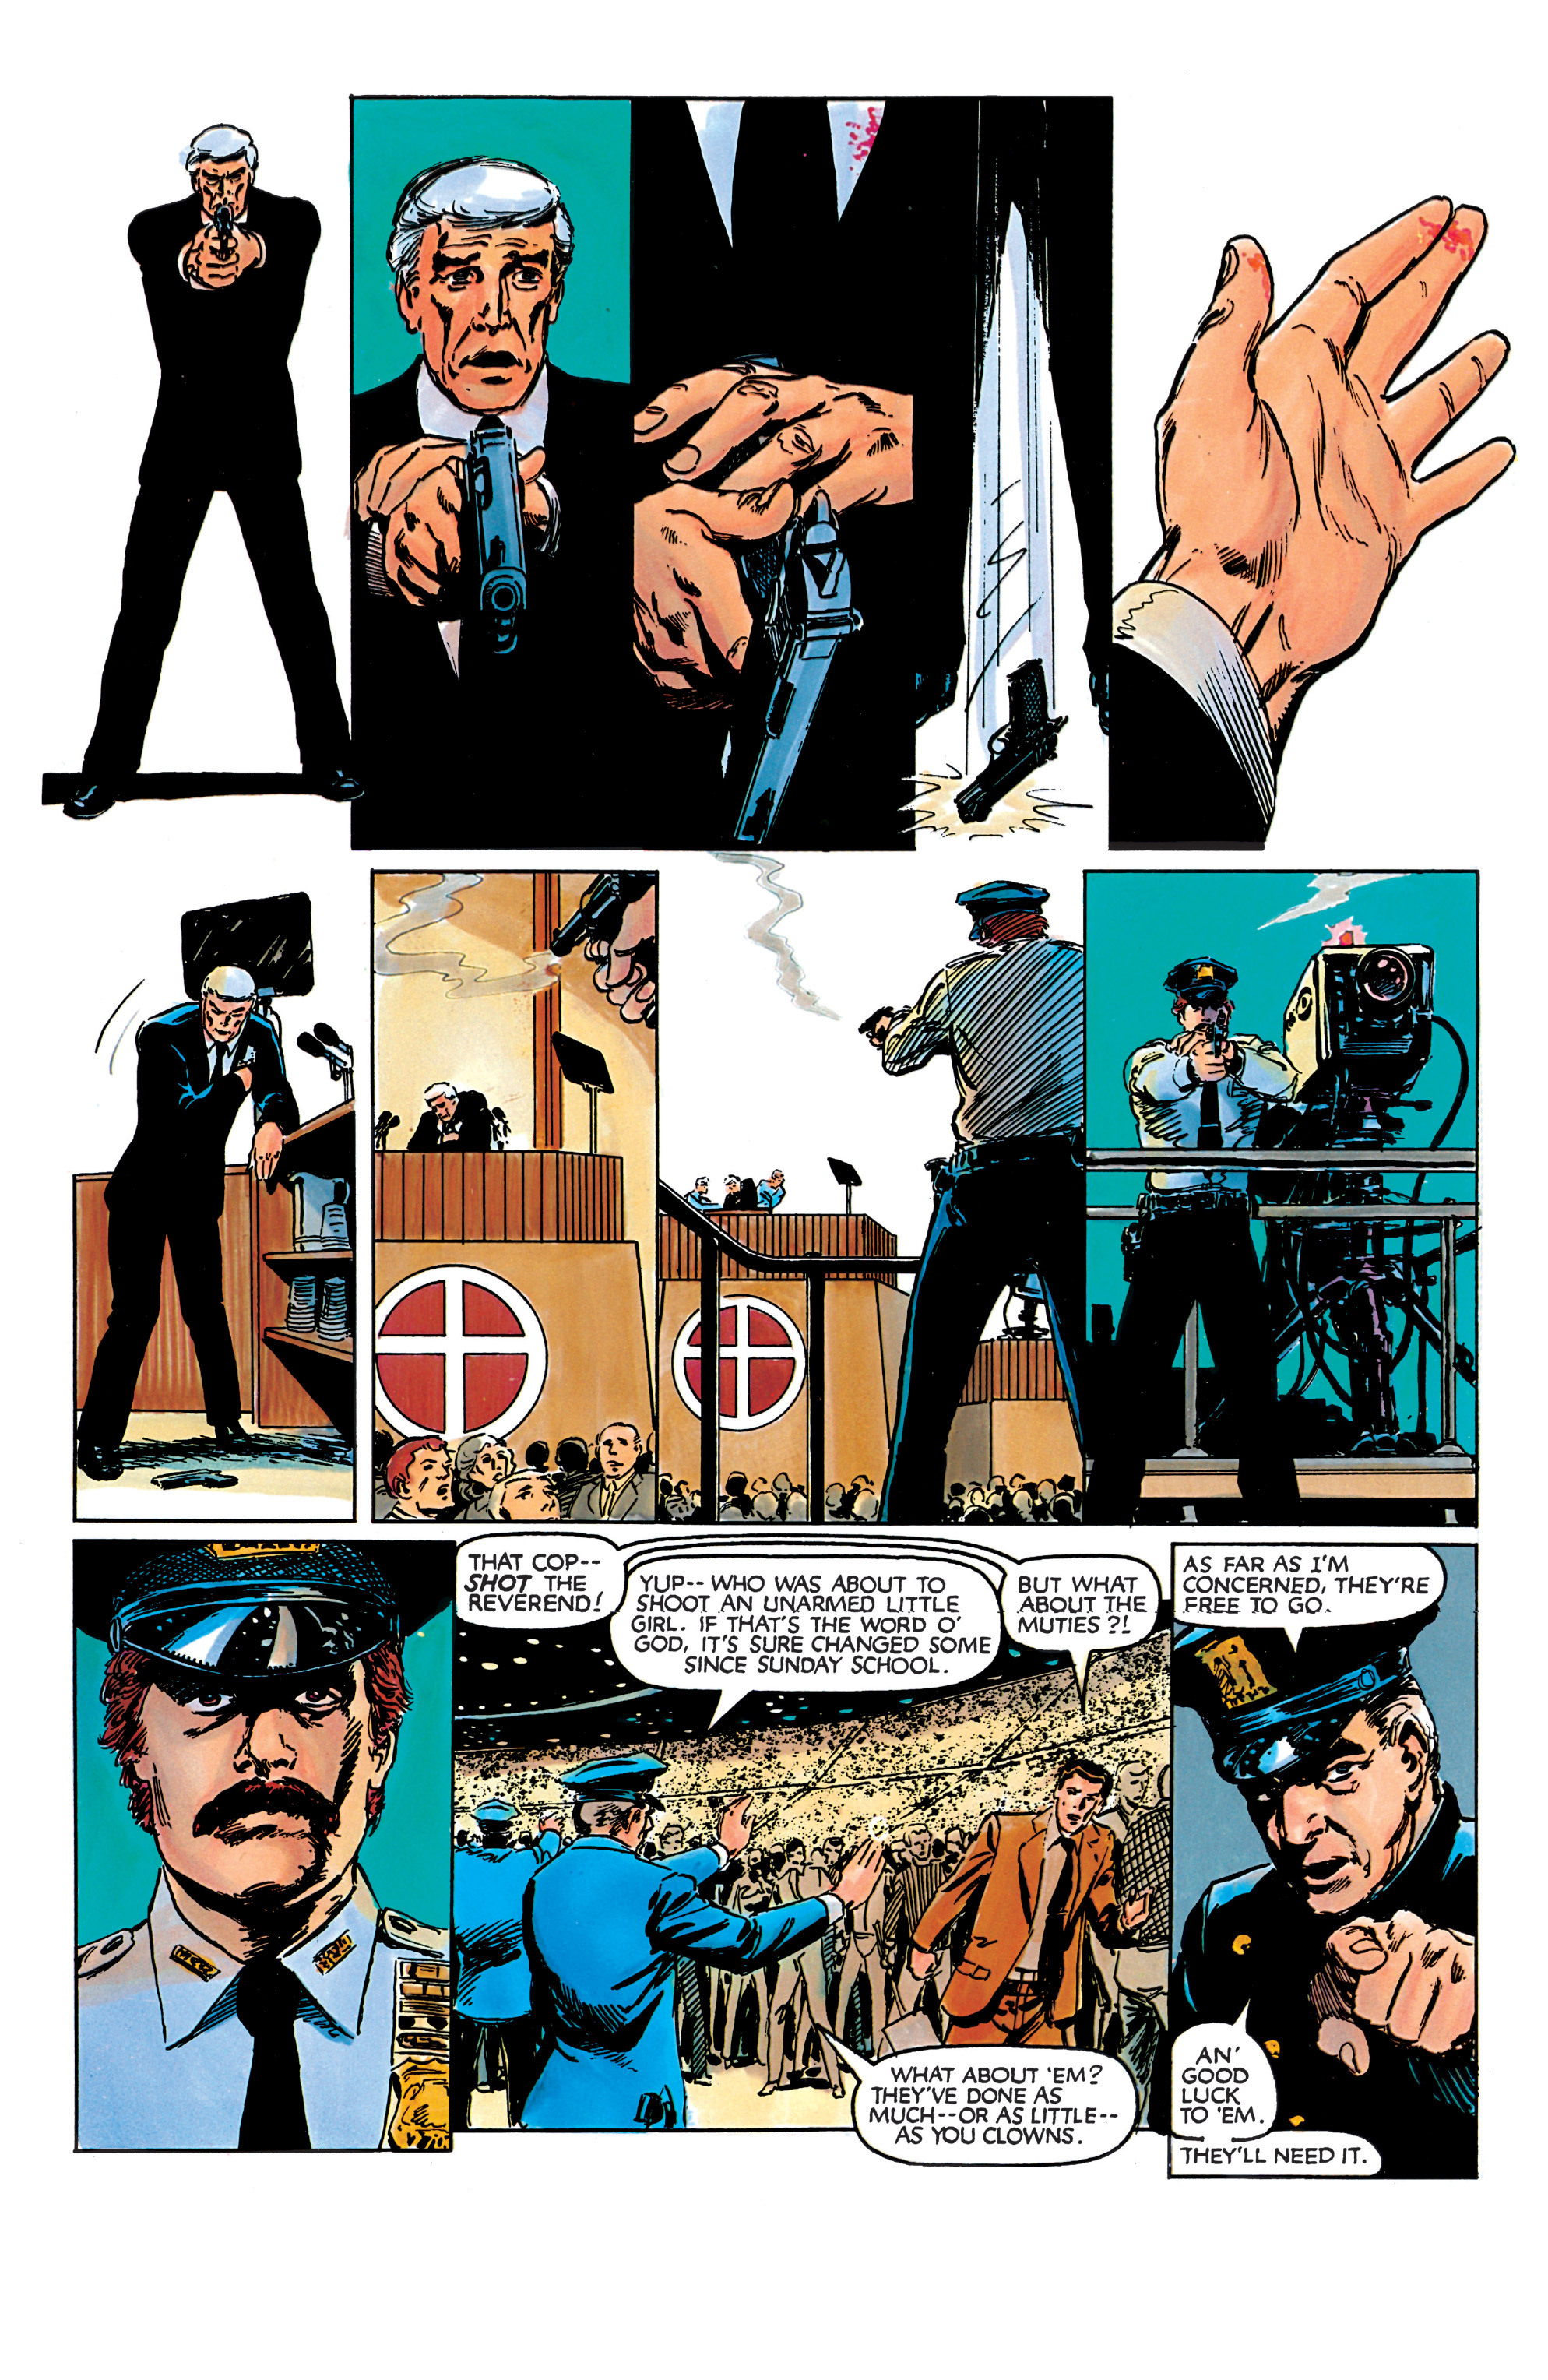 THAT COP--
SHOT THE
REVEREND!
YUP-- WHO WAS ABOUT TO
SHOOT AN UNARMED LITTLE
GIRL. IF THAT'S THE WORD O'
GOD, IT'S SURE CHANGED SOME
SINCE SUNDAY SCHOOL.
BUT WHAT
ABOUT THE
MUTIES?!
WHAT ABOUT 'EM?
THEY'VE DONE AS
MUCH--OR AS LITTLE--
AS YOU CLOWNS.
AS FAR AS I'M
CONCERNED, THEY'RE
FREE TO GO.
AN'
GOOD
LUCK
TO 'EM.
THEY'LL NEED IT.